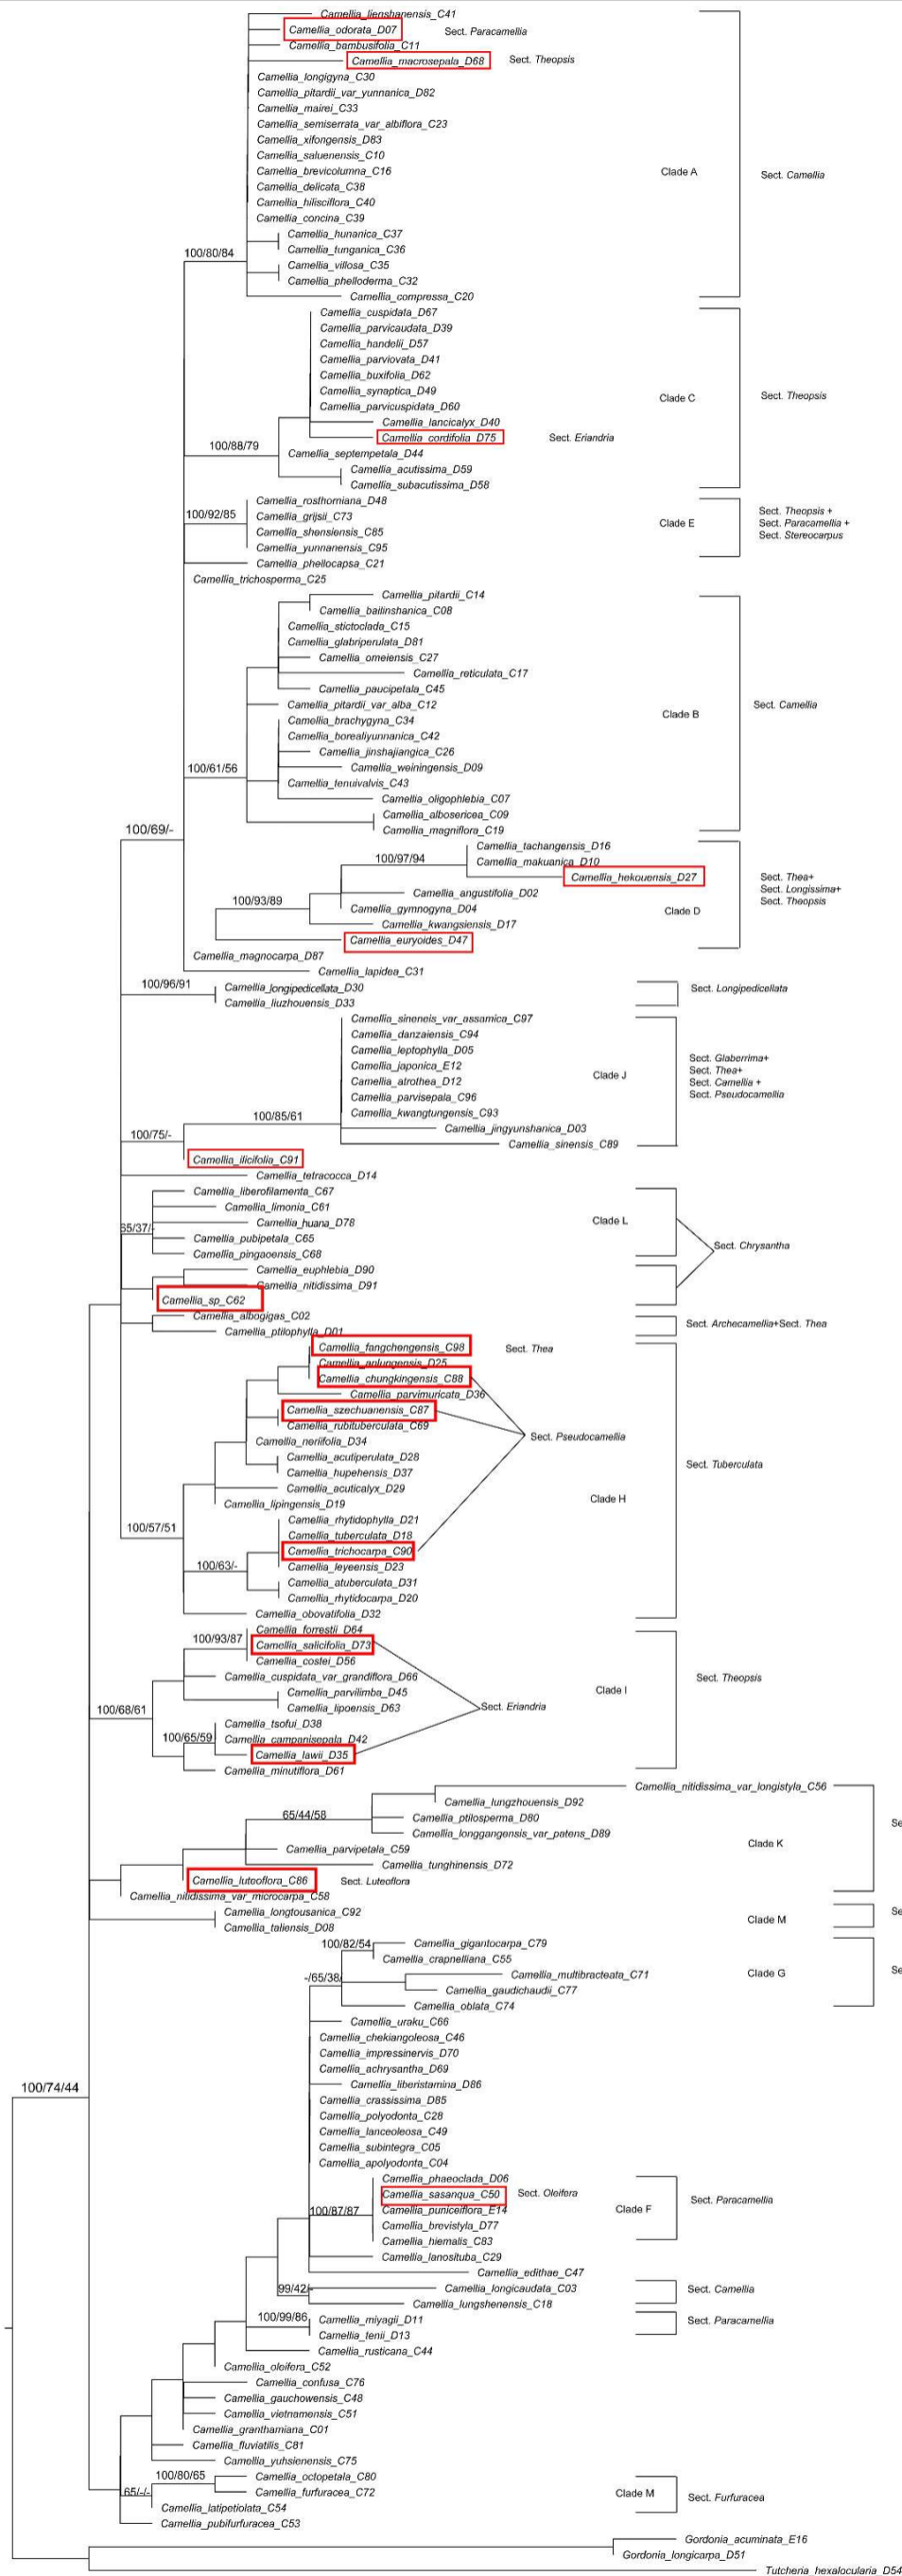 Camellia_lienshanensis_C41
Camellia_odorata_D07
Sect. Paracamellia
Camellia_bambusifolia_C11
Camellia_macrosepala_D68
Sect. Theopsis
Camellia_longigyna_C30
Camellia_pitardii_var_yunnanica_D82
Camellia_mairei_C33
Camellia_semiserrata_var_albiflora_C23
Camellia_xifongensis_D83
Camellia_saluenensis_C10
Camellia_brevicolumna_C16
Clade A
Sect. Camellia
Camellia_delicata_C38
Camellia_hilisciflora_C40
Camellia_concina_C39
Camellia_hunanica_C37
Camellia_tunganica_C36
100/80/84
Camellia_villosa_C35
Camellia_phelloderma_C32
Camellia_compressa_C20
Camellia_cuspidata_D67
Camellia_parvicaudata_D39
Camellia_handelii_D57
Camellia_parviovata_D41
Camellia_buxifolia_D62
Camellia_synaptica_D49
Clade C
Sect. Theopsis
Camellia_parvicuspidata_D60
Camellia_lancicalyx_D40
Camellia_cordifolia_D75
Sect. Eriandria
100/88/79
Camellia_septempetala_D44
Camellia_acutissima_D59
Camellia_subacutissima_D58
Camellia_rosthorniana_D48
100/92/85
Camellia_grijsii_C73
Camellia_shensiensis_C85
Camellia_yunnanensis_C95
Clade E
Sect. Theopsis +
Sect. Paracamellia +
Sect. Stereocarpus
Camellia_phellocapsa_C21
Camellia_trichosperma_C25
Camellia_pitardii_C14
Camellia_bailinshanica_C08
Camellia_stictoclada_C15
Camellia_glabriperulata_D81
Camellia_omeiensis_C27
Camellia_reticulata_C17
Camellia_paucipetala_C45
Camellia_pitardii_var_alba_C12
Clade B
Sect. Camellia
Camellia_brachygyna_C34
Camellia_borealiyunnanica_C42
Camellia_jinshajiangica_C26
100/61/56
Camellia_weiningensis_D09
Camellia_tenuivalvis_C43
Camellia_oligophlebia_C07
Camellia_albosericea_C09
100/69/-
Camellia_magniflora_C19
Camellia_tachangensis_D16
100/97/94
Camellia_makuanica_D10
Camellia_hekouensis_D27
Sect. Thea+
Sect. Longissima+
Sect. Theopsis
Camellia_angustifolia_D02
100/93/89
Camellia_gymnogyna_D04
Clade D
Camellia_kwangsiensis_D17
Camellia_euryoides_D47
Camellia_magnocarpa_D87
Camellia_lapidea_C31
100/96/91
Camellia_longipedicellata_D30
Sect. Longipedicellata
Camellia_liuzhouensis_D33
Camellia_sineneis_var_assamica_C97
Camellia_danzaiensis_C94
Camellia_leptophylla_D05
Camellia_japonica_E12
Camellia_atrothea_D12
Clade J
Sect. Glaberrima+
Sect. Thea+
Sect. Camellia +
Sect. Pseudocamellia
Camellia_parvisepala_C96
Camellia_kwangtungensis_C93
100/85/61
Camellia_jingyunshanica_D03
100/75/-
Camellia_sinensis_C89
Camellia_ilicifolia_C91
Camellia_tetracocca_D14
Camellia_liberofilamenta_C67
Camellia_limonia_C61
Camellia_huana_D78
Clade L
65/37/-
Camellia_pubipetala_C65
Sect. Chrysantha
Camellia_pingaoensis_C68
Camellia_euphlebia_D90
Camellia_nitidissima_D91
Camellia_sp_C62
Camellia_albogigas_C02
Sect. Archecamellia+Sect. Thea
Camellia_ptilophylla_D01
Camellia_fangchengensis_C98
Sect. Thea
Camellia_anlungensis_D25
Camellia_chungkingensis_C88
Camellia_parvimuricata_D36
Camellia_szechuanensis_C87
Camellia_rubituberculata_C69
Sect. Pseudocamellia
Camellia_neriifolia_D34
Camellia_acutiperulata_D28
Sect. Tuberculata
Camellia_hupehensis_D37
Camellia_acuticalyx_D29
Clade H
Camellia_lipingensis_D19
Camellia_rhytidophylla_D21
100/57/51
Camellia_tuberculata_D18
Camellia_trichocarpa_C90
100/63/-
Camellia_leyeensis_D23
Camellia_atuberculata_D31
Camellia_rhytidocarpa_D20
Camellia_obovatifolia_D32
Camellia_forrestii_D64
100/93/87
Camellia_salicifolia_D73
Camellia_costei_D56
Camellia_cuspidata_var_grandiflora_D66
Sect. Theopsis
Camellia_parvilimba_D45
Clade I
Camellia_lipoensis_D63
Sect. Eriandria
100/68/61
Camellia_tsofui_D38
100/65/59
Camellia_campanisepala_D42
Camellia_lawii_D35
Camellia_minutiflora_D61
Camellia_nitidissima_var_longistyla_C56
Camellia_lungzhouensis_D92
65/44/58
Camellia_ptilosperma_D80
Se
Camellia_longgangensis_var_patens_D89
Clade K
Camellia_parvipetala_C59
Camellia_tunghinensis_D72
Camellia_luteoflora_C86
Sect. Luteoflora
Camellia_nitidissima_var_microcarpa_C58
Camellia_longtousanica_C92
Se
Clade M
Camellia_taliensis_D08
100/82/54
Camellia_gigantocarpa_C79
Camellia_crapnelliana_C55
-/65/38
Camellia_multibracteata_C71
Clade G
Se
Camellia_gaudichaudii_C77
Camellia_oblata_C74
Camellia_uraku_C66
Camellia_chekiangoleosa_C46
Camellia_impressinervis_D70
Camellia_achrysantha_D69
100/74/44
Camellia_liberistamina_D86
Camellia_crassissima_D85
Camellia_polyodonta_C28
Camellia_lanceoleosa_C49
Camellia_subintegra_C05
Camellia_apolyodonta_C04
Camellia_phaeoclada_D06
Camellia_sasanqua_C50
Sect. Oleifera
Sect. Paracamellia
100/87/87
Camellia_puniceiflora_E14
Clade F
Camellia_brevistyla_D77
Camellia_hiemalis_C83
Camellia_lanosituba_C29
Camellia_edithae_C47
99/42/-
Camellia_longicaudata_C03
Sect. Camellia
Camellia_lungshenensis_C18
100/99/86
Camellia_miyagii_D11
Sect. Paracamellia
Camellia_tenii_D13
Camellia_rusticana_C44
Camellia_oleifera_C52
Camellia_confusa_C76
Camellia_gauchowensis_C48
Camellia_vietnamensis_C51
Camellia_granthamiana_C01
Camellia_fluviatilis_C81
Camellia_yuhsienensis_C75
100/80/65
Camellia_octopetala_C80
65/-/-
Camellia_furfuracea_C72
Clade M
Sect. Furfuracea
Camellia_latipetiolata_C54
Camellia_pubifurfuracea_C53
Gordonia_acuminata_E16
Gordonia_longicarpa_D51
Tutcheria_hexalocularia_D54